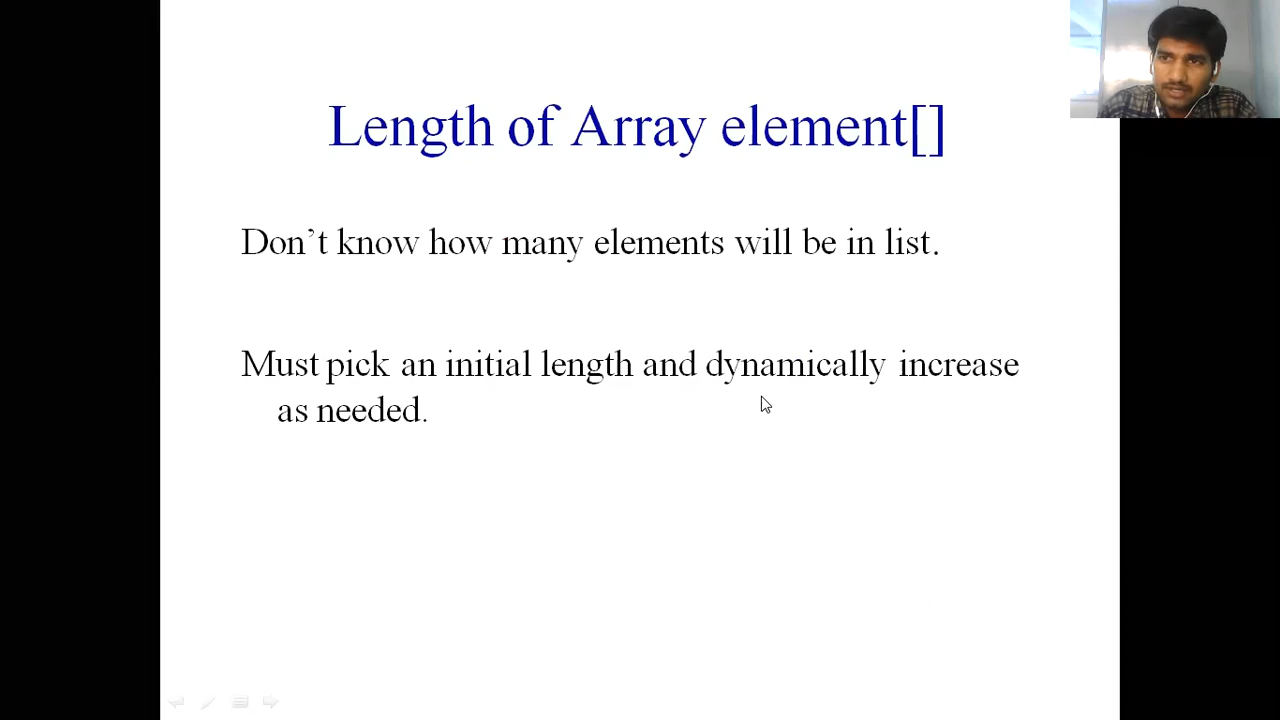 Length of Array element[]
Don’t know how many elements will be in list.
Must pick an initial length and dynamically increase
as needed.